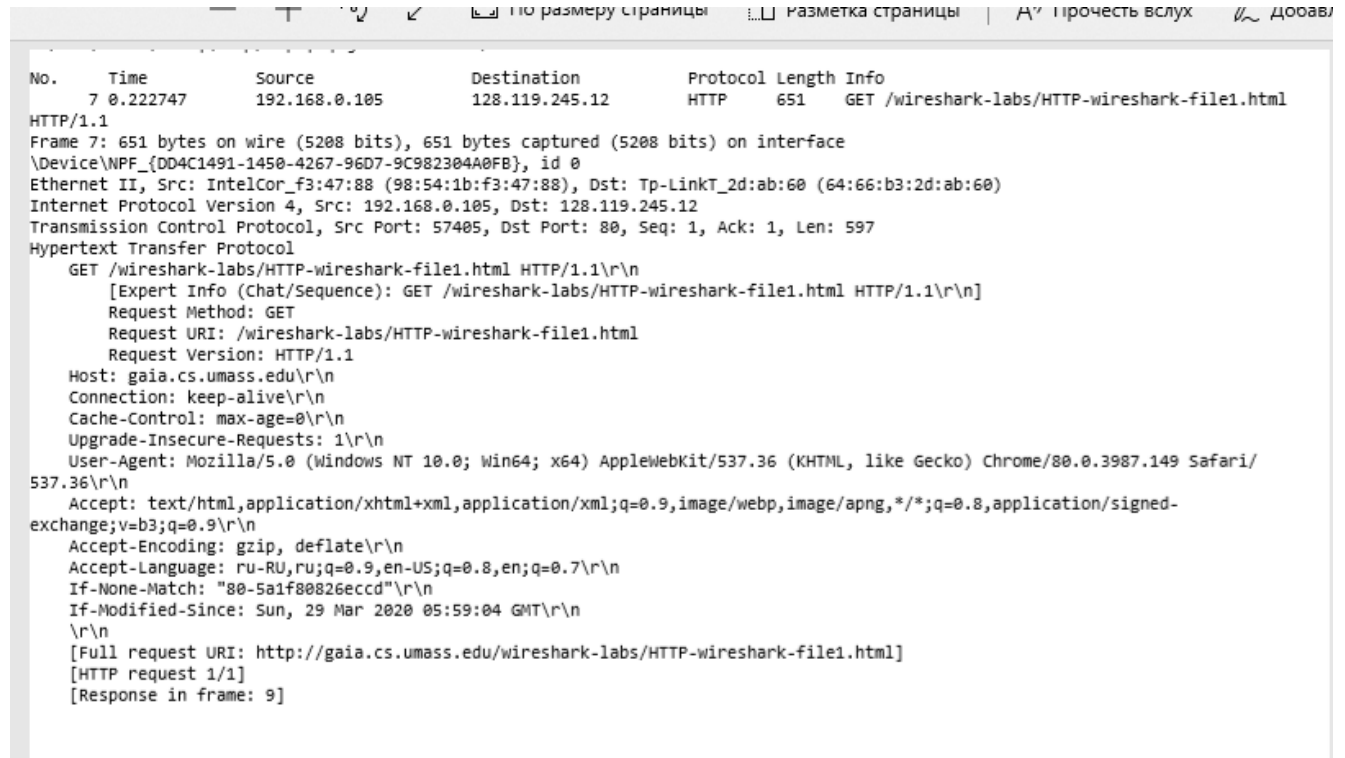 По размеру страницы Разметка страницы Прочесть вслух
No. Time Source Destination Protocol Length Info
7 0.222747 192.168.0.105 128.119.245.12 HTTP 651 GET /wireshark-labs/HTTP-wireshark-file1.html
HTTP/1.1
Frame 7: 651 bytes on wire (5208 bits), 651 bytes captured (5208 bits) on interface
\Device\NPF_{DD4C1491-1450-4267-96D7-9C982304A0FB}, id 0
Ethernet II, Src: IntelCor_f3:47:88 (98:54:1b:f3:47:88), Dst: Tp-LinkT_2d:ab:60 (64:66:b3:2d:ab:60)
Internet Protocol Version 4, Src: 192.168.0.105, Dst: 128.119.245.12
Transmission Control Protocol, Src Port: 57405, Dst Port: 80, Seq: 1, Ack: 1, Len: 597
Hypertext Transfer Protocol
GET /wireshark-labs/HTTP-wireshark-file1.html HTTP/1.1\r\n
[Expert Info (Chat/Sequence): GET /wireshark-labs/HTTP-wireshark-file1.html HTTP/1.1\r\n]
Request Method: GET
Request URI: /wireshark-labs/HTTP-wireshark-file1.html
Request Version: HTTP/1.1
Host: gaia.cs.umass.edu\r\n
Connection: keep-alive\r\n
Cache-Control: max-age=0\r\n
Upgrade-Insecure-Requests: 1\r\n
User-Agent: Mozilla/5.0 (Windows NT 10.0; Win64; x64) AppleWebKit/537.36 (KHTML, like Gecko) Chrome/80.0.3987.149 Safari/
537.36\r\n
Accept: text/html,application/xhtml+xml,application/xml;q=0.9,image/webp,image/apng,*/*;q=0.8,application/signed-
exchange;v=b3;q=0.9\r\n
Accept-Encoding: gzip, deflate\r\n
Accept-Language: ru-RU,ru;q=0.9,en-US;q=0.8,en;q=0.7\r\n
If-None-Match: "80-5a1f80826eccd"\r\n
If-Modified-Since: Sun, 29 Mar 2020 05:59:04 GMT\r\n
\r\n
[Full request URI: http://gaia.cs.umass.edu/wireshark-labs/HTTP-wireshark-file1.html]
[HTTP request 1/1]
[Response in frame: 9]